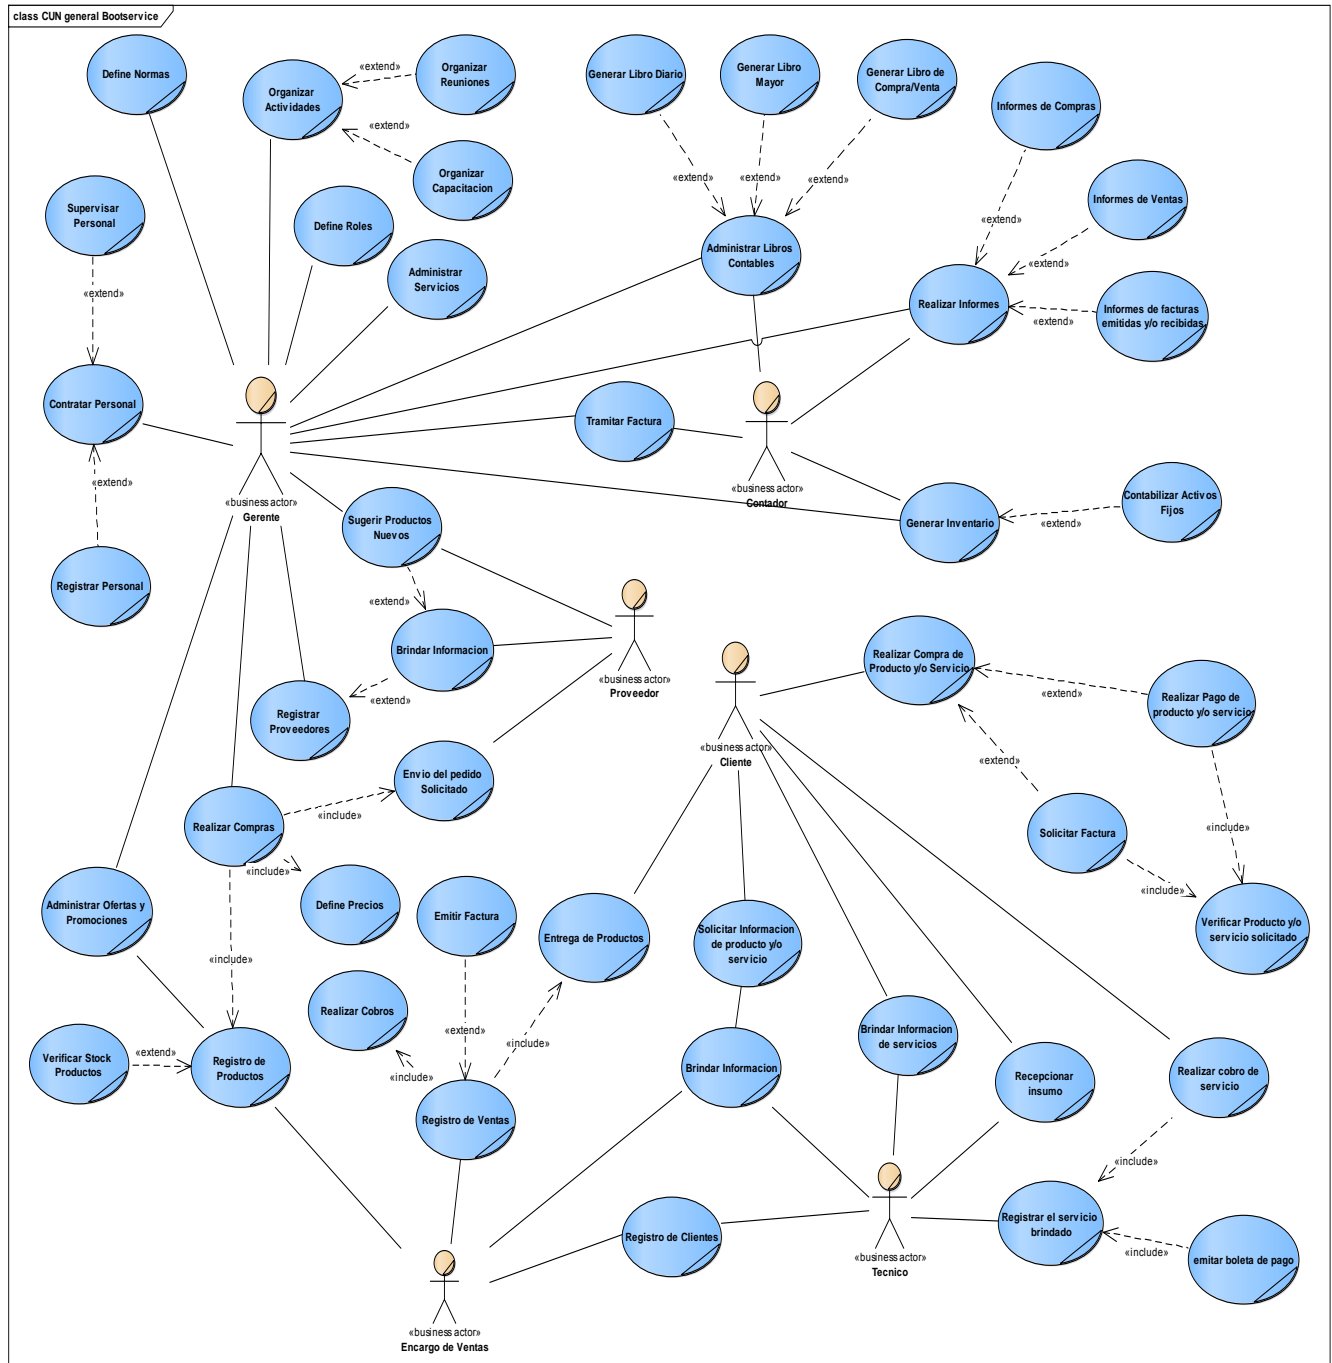 class CUN general Bootservice
Define Normas
Organizar
Actividades
«extend»
Organizar
Reuniones
«extend»
Organizar
Capacitacion
Generar Libro Diario
Generar Libro
Mayor
Generar Libro de
Compra/Venta
Informes de Compras
Informes de Ventas
Informes de facturas
emitidas y/o recibidas
Supervisar
Personal
Define Roles
Administrar
Servicios
«extend»
«extend»
«extend»
Administrar Libros
Contables
«extend»
«extend»
«extend»
Realizar Informes
«extend»
Contratar Personal
«extend»
Registrar Personal
«business actor»
Gerente
Tramitar Factura
«business actor»
Contador
Generar Inventario
«extend»
Contabilizar Activos
Fijos
Sugerir Productos
Nuevos
«extend»
Brindar Informacion
«extend»
Registrar
Proveedores
«business actor»
Proveedor
Envio del pedido
Solicitado
«business actor»
Cliente
Realizar Compra de
Producto y/o Servicio
«extend»
Realizar Pago de
producto y/o servicio
«extend»
Solicitar Factura
«include»
«include»
Verificar Producto y/o
servicio solicitado
Realizar Compras
«include»
«include»
Define Precios
«include»
Administrar Ofertas y
Promociones
Emitir Factura
Entrega de Productos
Solicitar Informacion
de producto y/o
servicio
Realizar Cobros
«extend»
«include»
«include»
Verificar Stock
Productos
«extend»
Registro de
Productos
Registro de Ventas
Brindar Informacion
Brindar Informacion
de servicios
Recepcionar
insumo
Realizar cobro de
servicio
«include»
Registro de Clientes
«business actor»
Tecnico
Registrar el servicio
brindado
«include»
emitar boleta de pago
«business actor»
Encargo de Ventas